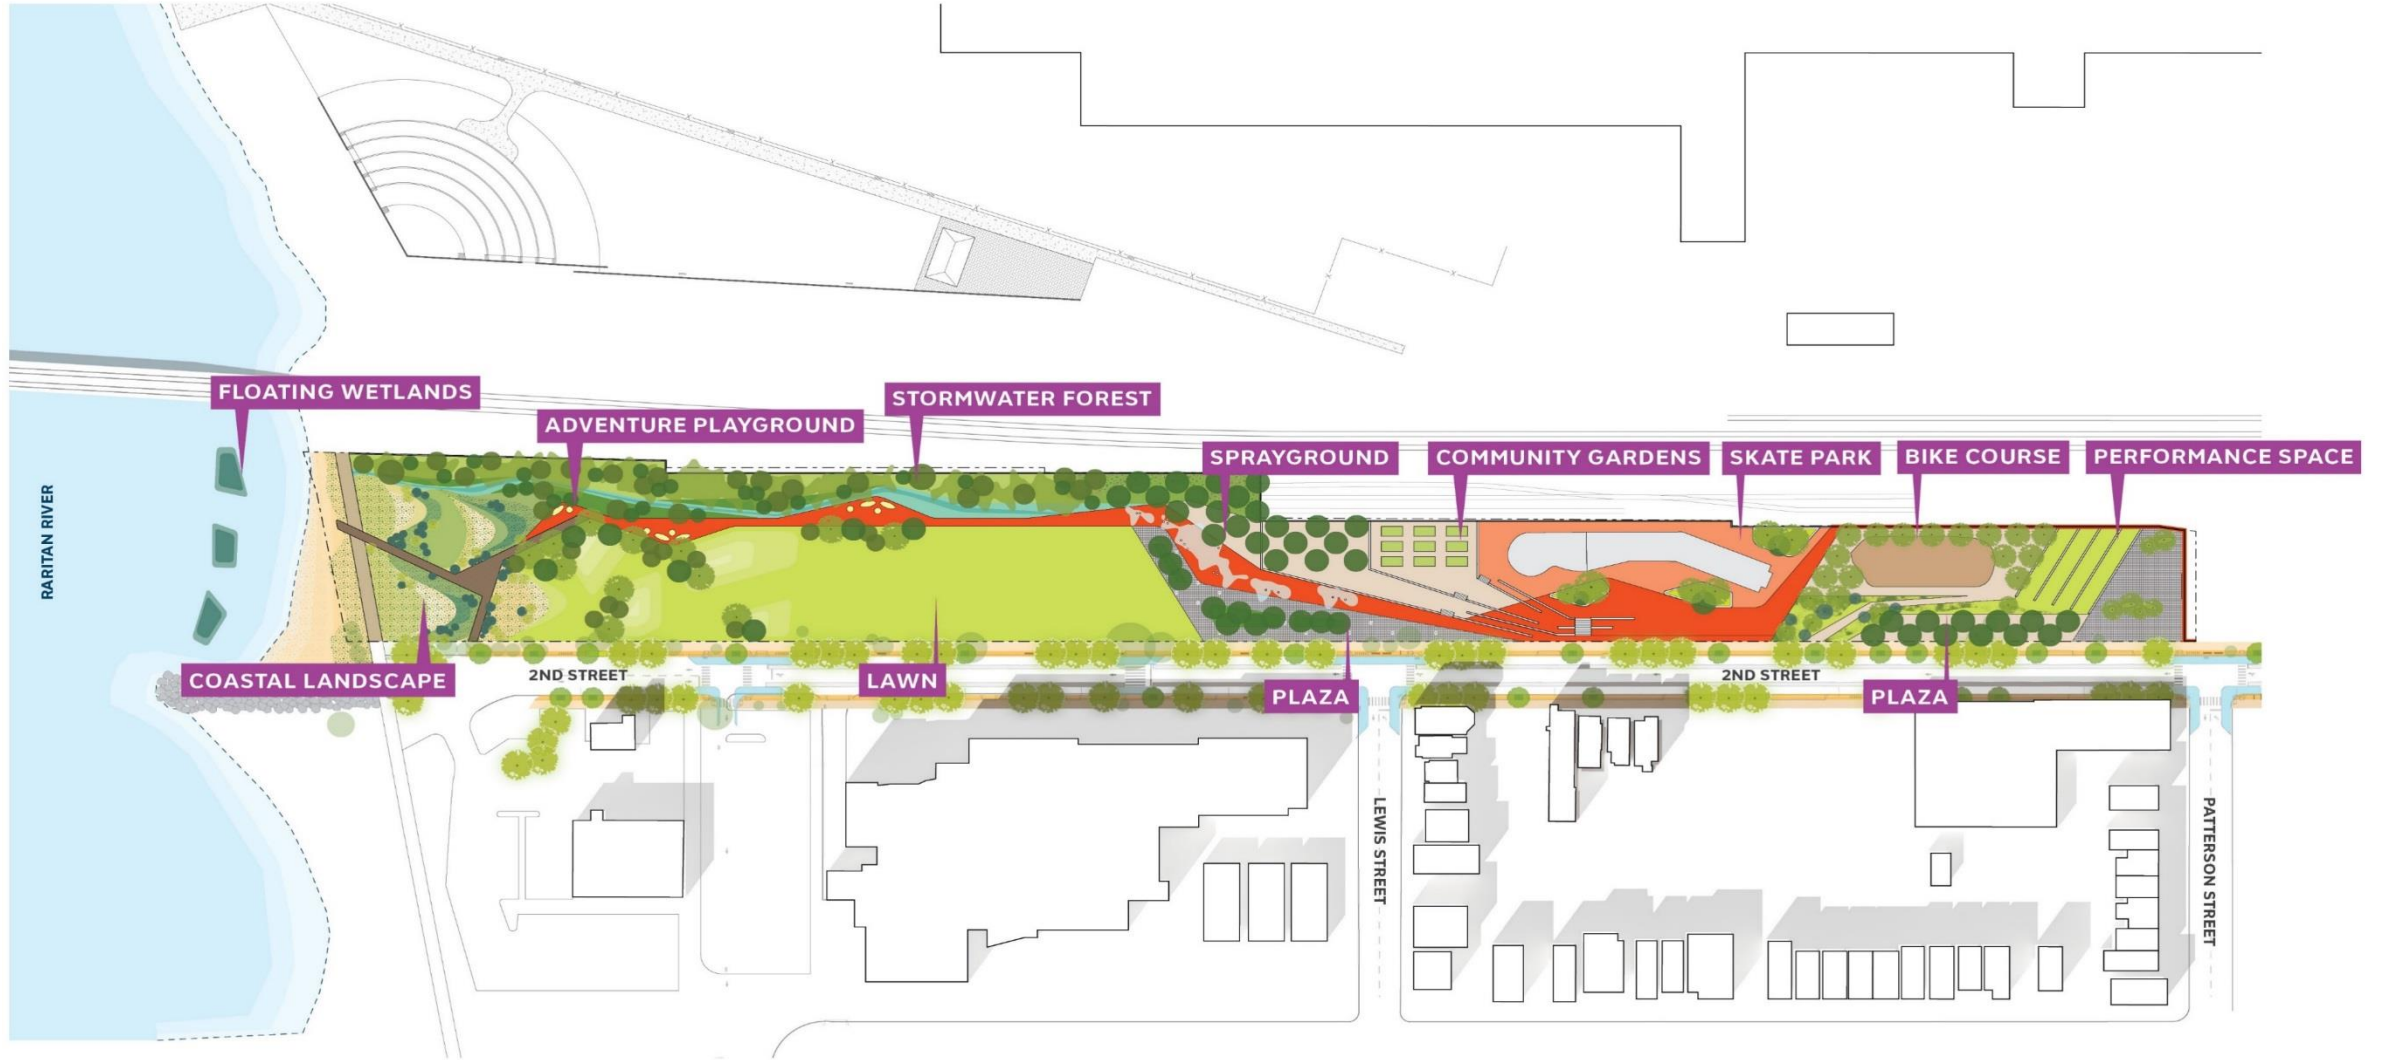 FLOATING WETLANDS
STORMWATER FOREST
ADVENTURE PLAYGROUND
SPRAYGROUND
COMMUNITY GARDENS
SKATE PARK
BIKE COURSE
PERFORMANCE SPACE
RARITAN RIVER
COASTAL LANDSCAPE
2ND STREET
LAWN
PLAZA
2ND STREET
PLAZA
LEWIS STREET
PATTERSON STREET